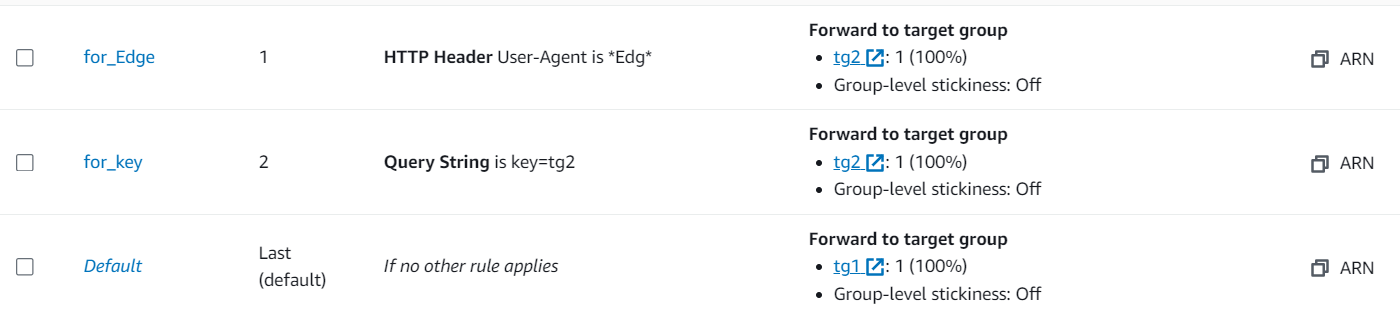 Forward to target group
for_Edge 1 HTTP Header User-Agent is *Edg* tg2: 1 (100%) ARN
Group-level stickiness: Off
Forward to target group
for_key 2 Query String is key=tg2 tg2: 1 (100%) ARN
Group-level stickiness: Off
Forward to target group
Default Last (default) If no other rule applies tg1: 1 (100%) ARN
Group-level stickiness: Off